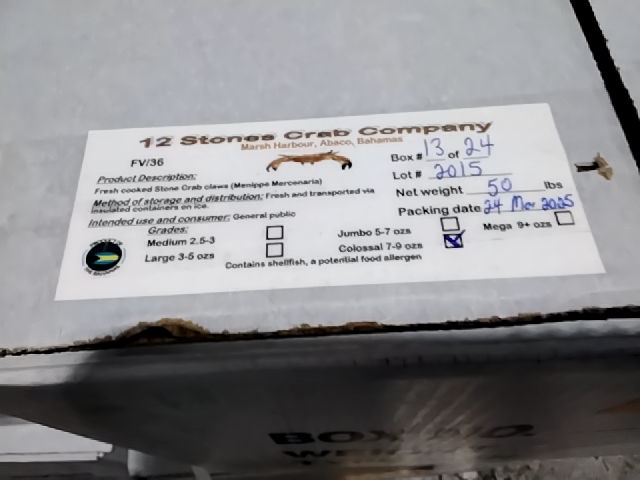 12 Stones Crab Company
Marsh Harbour, Abaco, Bahamas
FV/36
Box # 13 of 24
Lot # 2015
Net weight 50 lbs
Packing date 24 Mar 2025
Product Description:
Fresh cooked Stone Crab claws (Menippe Mercenaria)
Method of storage and distribution: Fresh and transported via
insulated containers on ice.
Intended use and consumer: General public
Grades:
Medium 2.5-3
Large 3-5 ozs
Jumbo 5-7 ozs
Colossal 7-9 ozs
Mega 9+ ozs
Contains shellfish, a potential food allergen
BOX